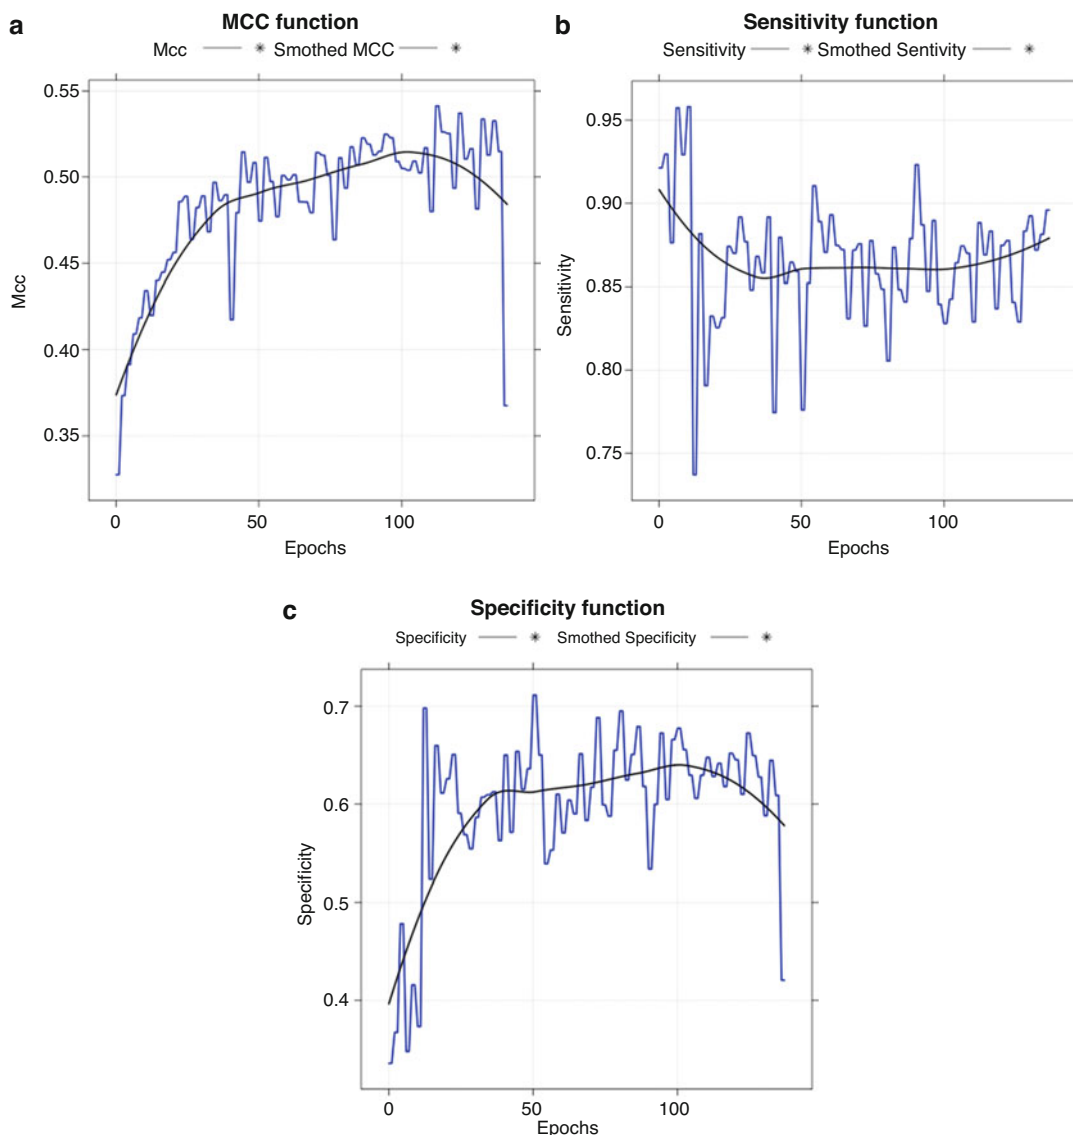 a
MCC function
Mcc * Smothed MCC *
0.55
0.50
0.45
0.40
0.35
Mcc
0 50 100
Epochs
b
Sensitivity function
Sensitivity * Smothed Sentivity *
0.95
0.90
0.85
0.80
0.75
Sensitivity
0 50 100
Epochs
c
Specificity function
Specificity * Smothed Specificity *
0.7
0.6
0.5
0.4
Specificity
0 50 100
Epochs